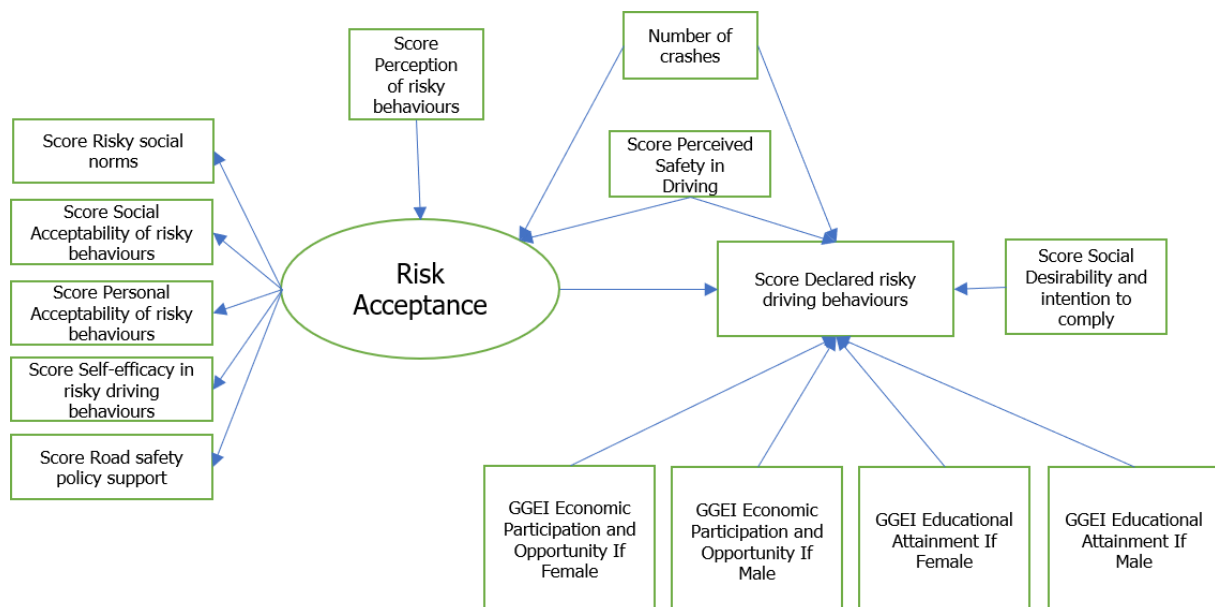 Score
Perception
of risky
behaviours
Number of
crashes
Score Risky social
norms
Score Perceived
Safety in
Driving
Score Social
Acceptability of risky
behaviours
Risk
Acceptance
Score Declared risky
driving behaviours
Score Social
Desirability and
intention to
comply
Score Personal
Acceptability of risky
behaviours
Score Self-efficacy in
risky driving
behaviours
Score Road safety
policy support
GGEI Economic
Participation and
Opportunity If
Female
GGEI Economic
Participation and
Opportunity If
Male
GGEI Educational
Attainment If
Female
GGEI Educational
Attainment If
Male